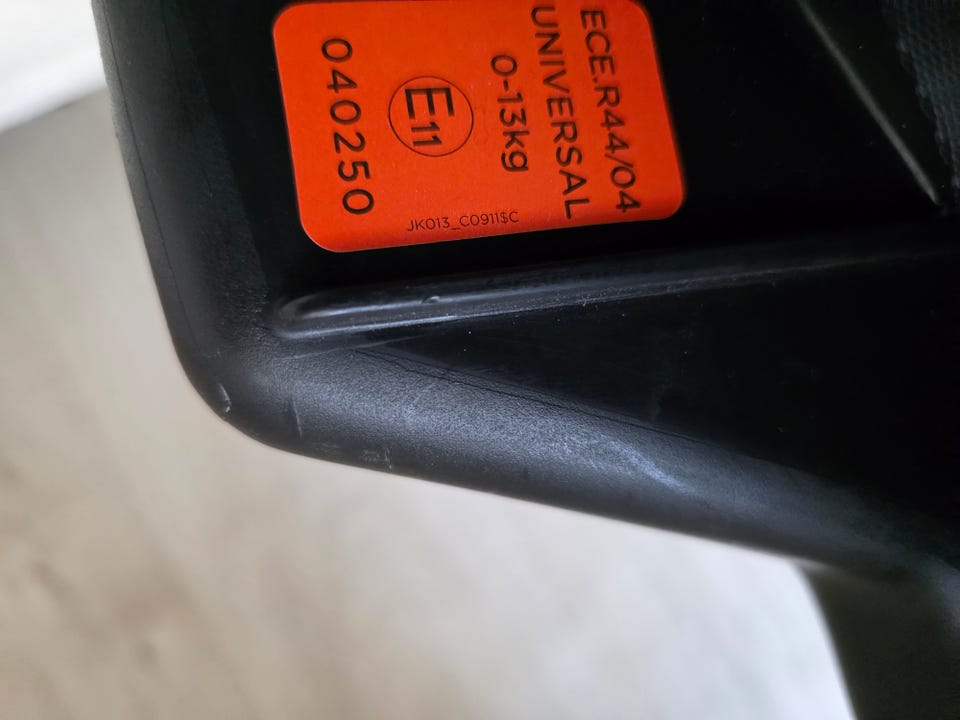 ECE.R44/04
UNIVERSAL
0-13kg
E11
040250
JK013_C0911$C